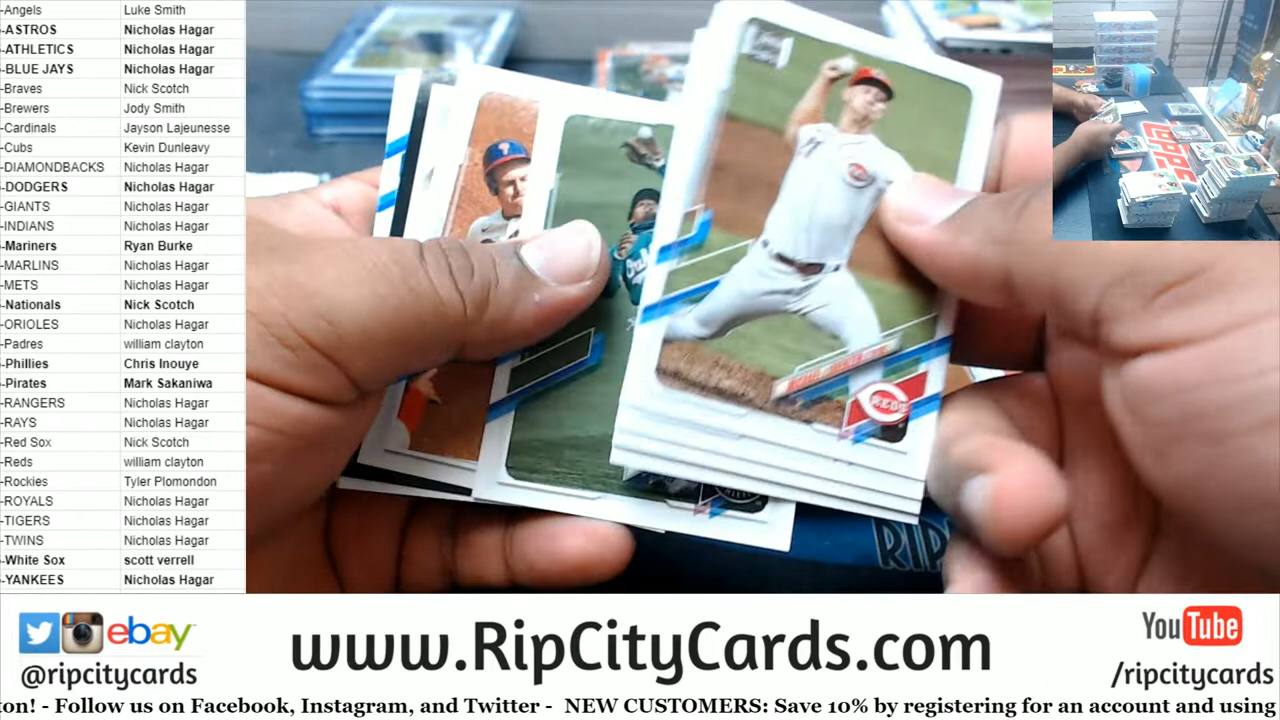 -Angels Luke Smith
-ASTROS Nicholas Hagar
-ATHLETICS Nicholas Hagar
-BLUE JAYS Nicholas Hagar
-Braves Nick Scotch
-Brewers Jody Smith
-Cardinals Jayson Lajeunesse
-Cubs Kevin Dunleavy
-DIAMONDBACKS Nicholas Hagar
-DODGERS Nicholas Hagar
-GIANTS Nicholas Hagar
-INDIANS Nicholas Hagar
-Mariners Ryan Burke
-MARLINS Nicholas Hagar
-METS Nicholas Hagar
-Nationals Nick Scotch
-ORIOLES Nicholas Hagar
-Padres william clayton
-Phillies Chris Inouye
-Pirates Mark Sakaniwa
-RANGERS Nicholas Hagar
-RAYS Nicholas Hagar
-Red Sox Nick Scotch
-Reds william clayton
-Rockies Tyler Plomondon
-ROYALS Nicholas Hagar
-TIGERS Nicholas Hagar
-TWINS Nicholas Hagar
-White Sox scott verrell
-YANKEES Nicholas Hagar
REDS
RIP
TOPPS
ebay
@ripcitycards
www.RipCityCards.com
YouTube
/ripcitycards
ton! - Follow us on Facebook, Instagram, and Twitter - NEW CUSTOMERS: Save 10% by registering for an account and using